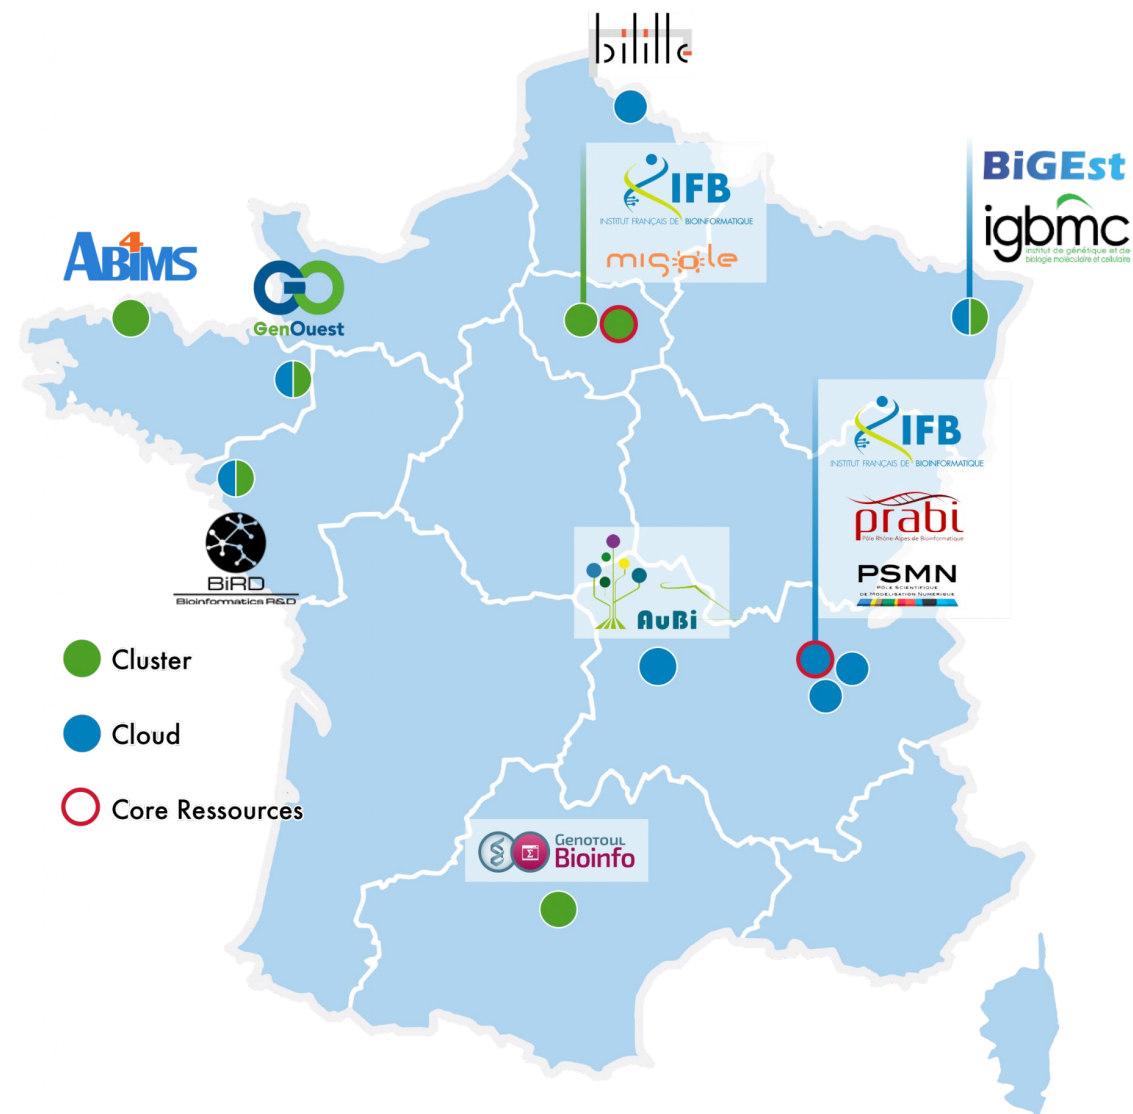 bilille
IFB
INSTITUT FRANÇAIS DE BIOINFORMATIQUE
migale
BiGEst
igbmc
institut de génétique et de
biologie moléculaire et cellulaire
ABiMS
4
GenOuest
IFB
INSTITUT FRANÇAIS DE BIOINFORMATIQUE
prabi
Pôle Rhône-Alpes de Bioinformatique
PSMN
PÔLE SCIENTIFIQUE
DE MODÉLISATION NUMÉRIQUE
BiRD
Bioinformatics R&D
AuBi
Cluster
Cloud
Core Ressources
GENOTOUL
Bioinfo
Σ